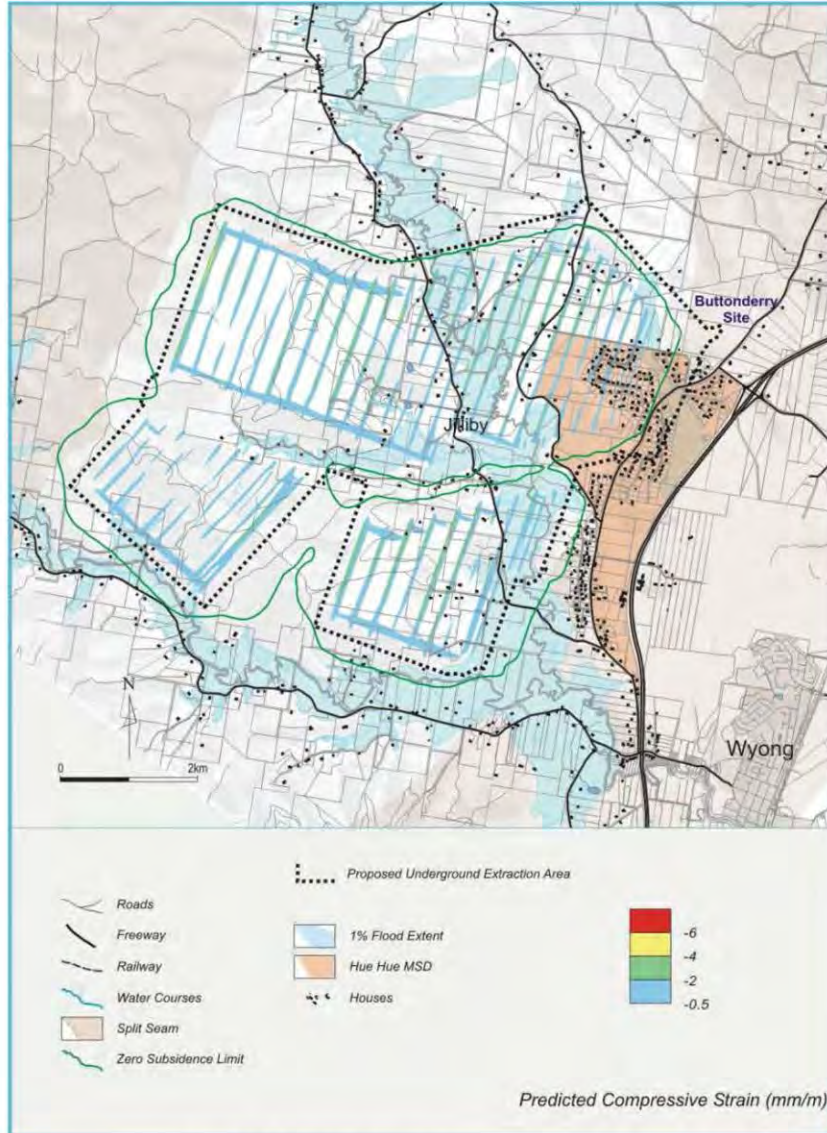 Buttonderry
Site
Jilliby
N
0
2km
Wyong
Roads
Freeway
Railway
Water Courses
Split Seam
Zero Subsidence Limit
Proposed Underground Extraction Area
1% Flood Extent
Hue Hue MSD
Houses
-6
-4
-2
-0.5
Predicted Compressive Strain (mm/m)